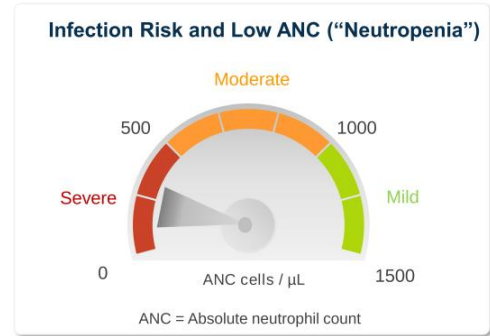 Infection Risk and Low ANC (“Neutropenia”)
Moderate
500
1000
Severe
Mild
0
ANC cells / µL
1500
ANC = Absolute neutrophil count